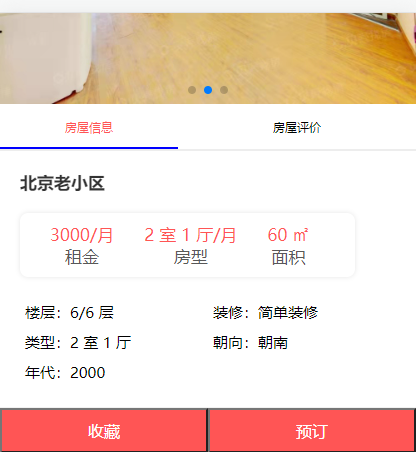 房屋信息 房屋评价
北京老小区
3000/月 2 室 1 厅/月 60 ㎡
租金 房型 面积
楼层：6/6 层 装修：简单装修
类型：2 室 1 厅 朝向：朝南
年代：2000
收藏 预订